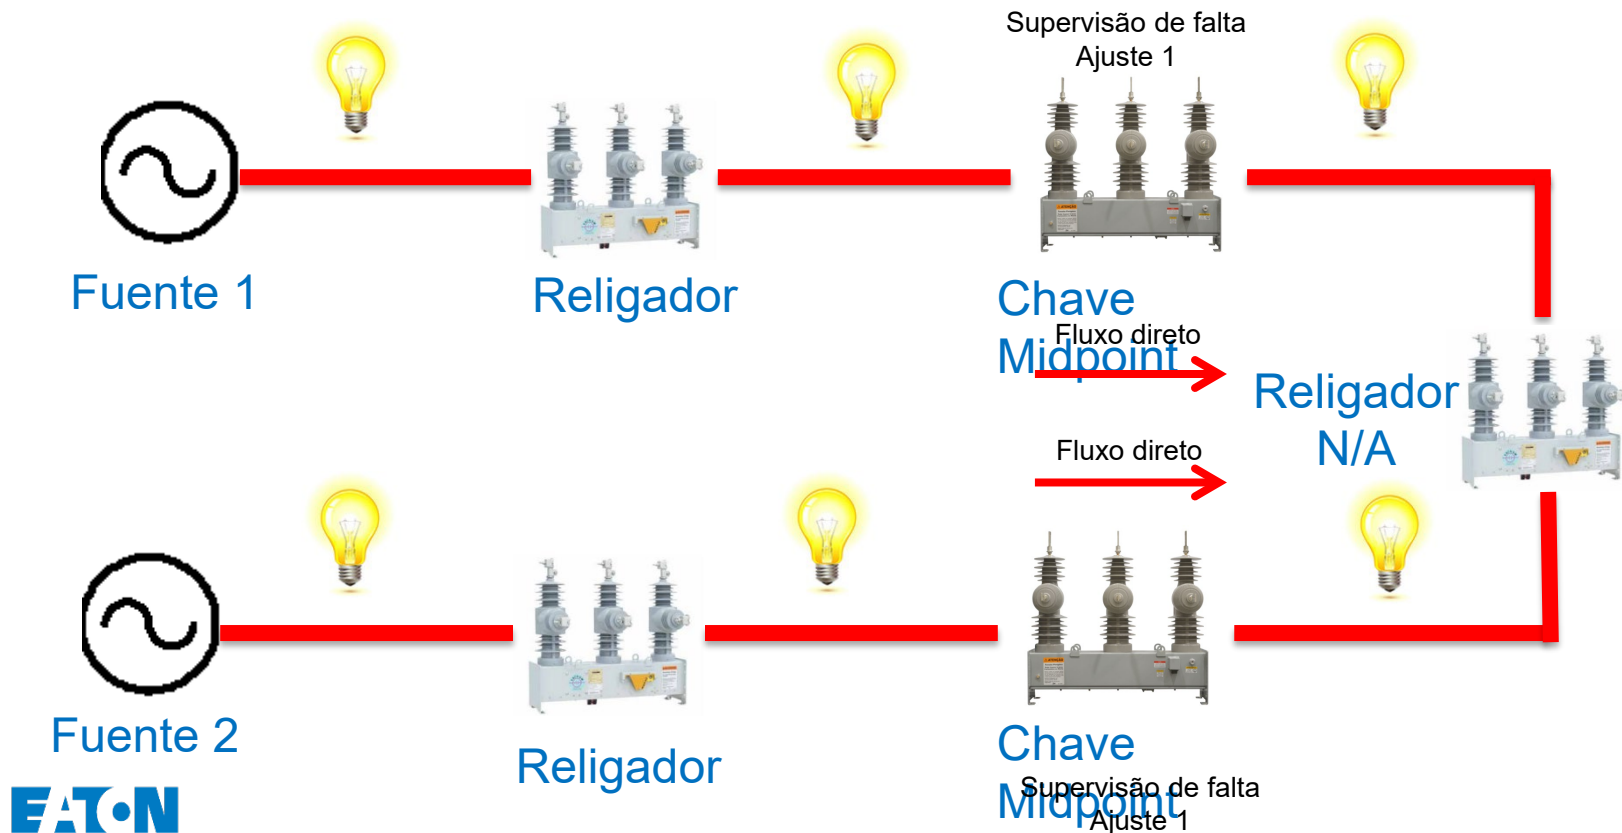 Supervisão de falta
Ajuste 1
Fuente 1
Religador
Chave
Midpoint
Fluxo direto
Religador
N/A
Fluxo direto
Fuente 2
Religador
Chave
Midpoint
Supervisão de falta
Ajuste 1
EATON